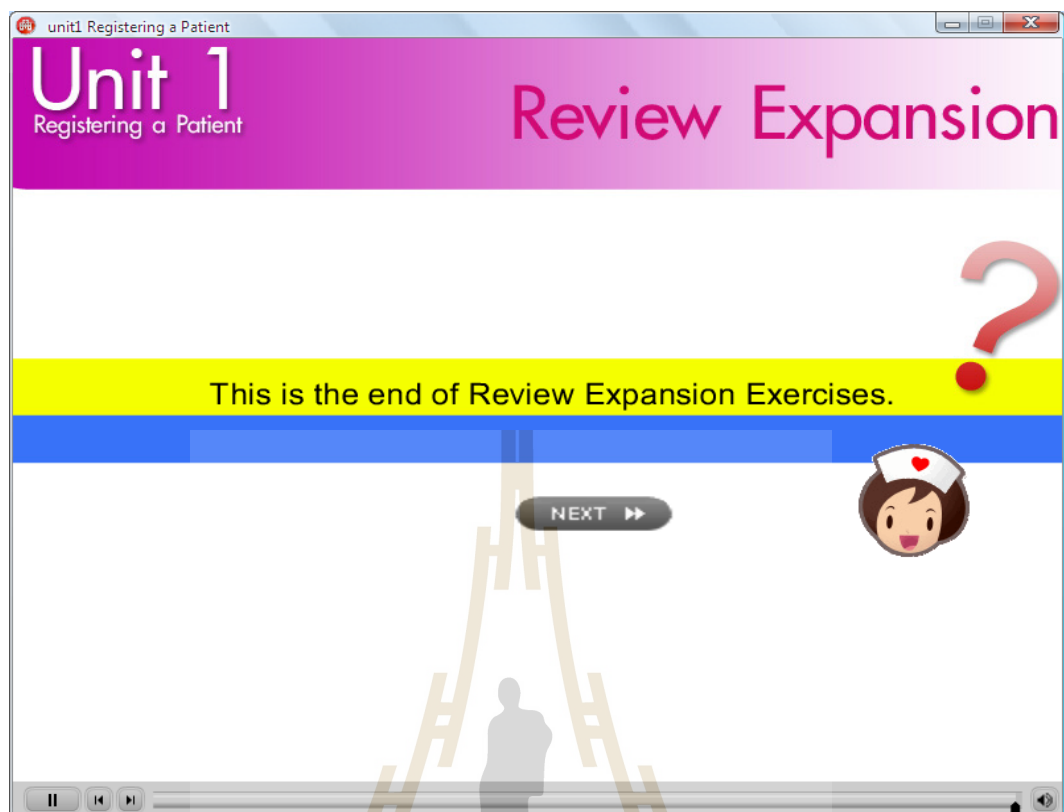 unit1 Registering a Patient
Unit 1
Registering a Patient
Review Expansion
This is the end of Review Expansion Exercises.
NEXT